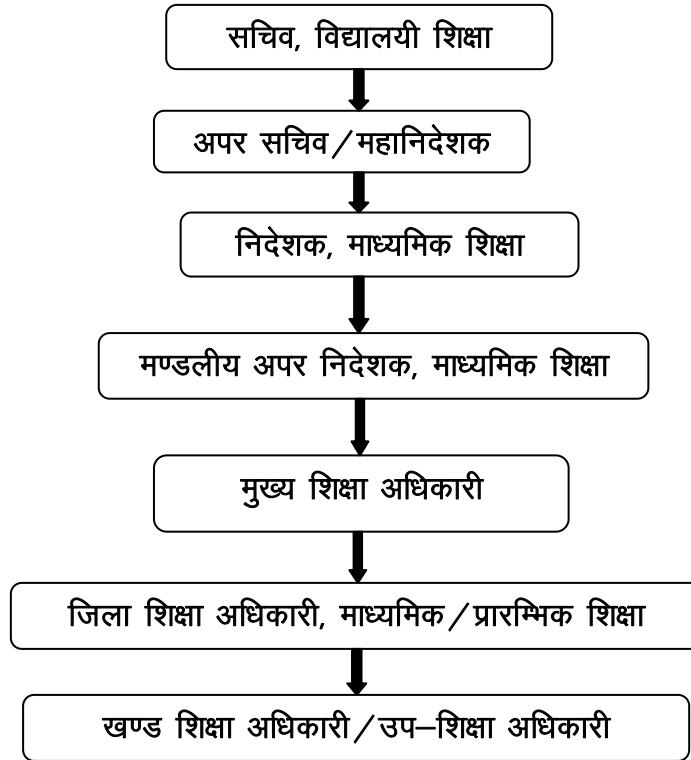 सचिव, विद्यालयी शिक्षा
अपर सचिव/महानिदेशक
निदेशक, माध्यमिक शिक्षा
मण्डलीय अपर निदेशक, माध्यमिक शिक्षा
मुख्य शिक्षा अधिकारी
जिला शिक्षा अधिकारी, माध्यमिक/प्रारम्भिक शिक्षा
खण्ड शिक्षा अधिकारी/उप–शिक्षा अधिकारी